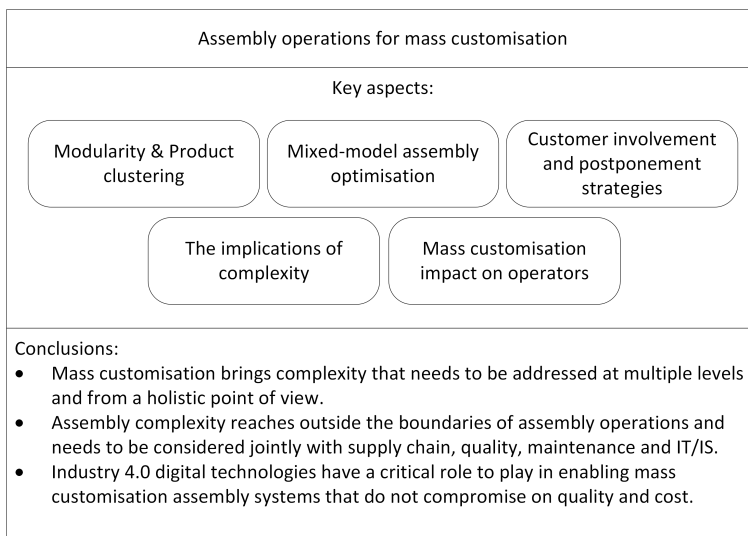 Assembly operations for mass customisation
Key aspects:
Modularity & Product
clustering
Mixed-model assembly
optimisation
Customer involvement
and postponement
strategies
The implications of
complexity
Mass customisation
impact on operators
Conclusions:
• Mass customisation brings complexity that needs to be addressed at multiple levels
and from a holistic point of view.
• Assembly complexity reaches outside the boundaries of assembly operations and
needs to be considered jointly with supply chain, quality, maintenance and IT/IS.
• Industry 4.0 digital technologies have a critical role to play in enabling mass
customisation assembly systems that do not compromise on quality and cost.